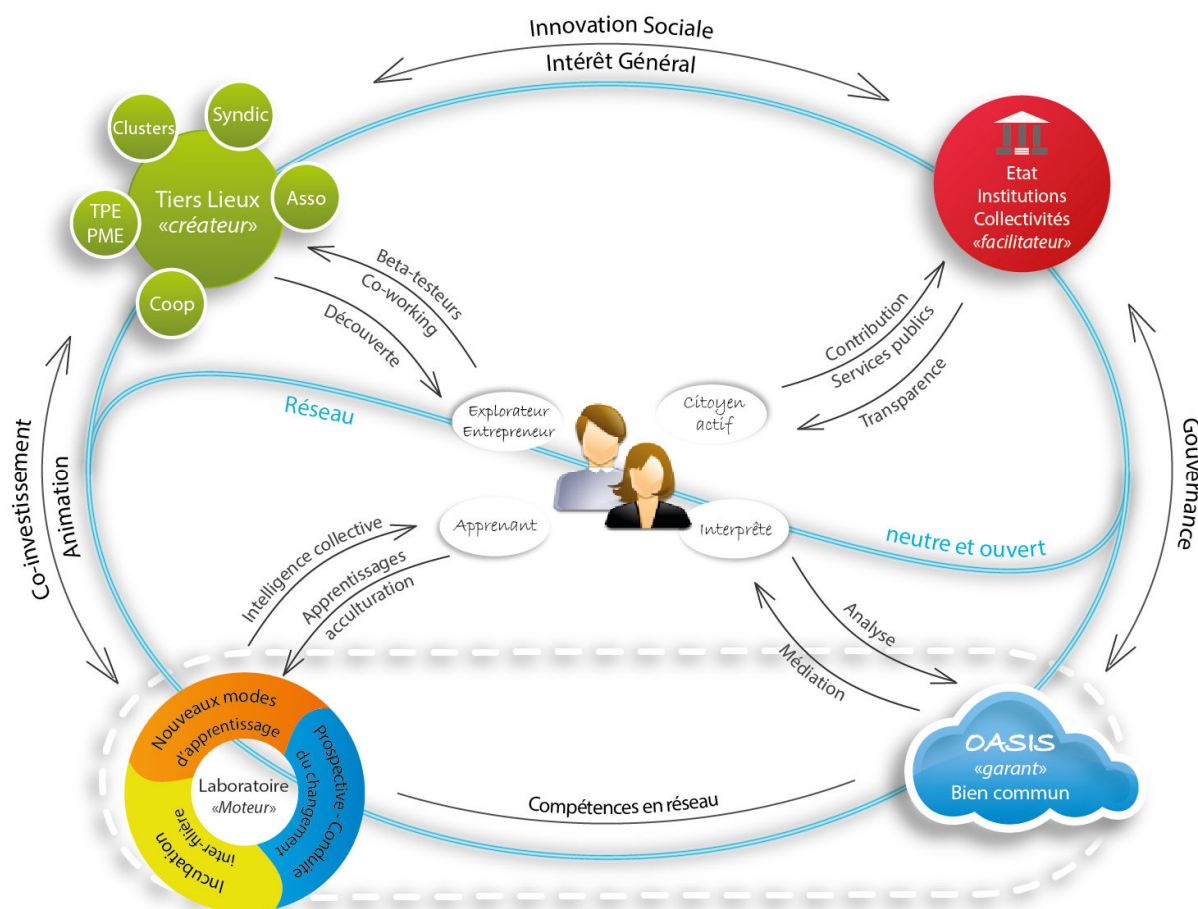 Innovation Sociale
Intérêt Général
Clusters
Syndic
Tiers Lieux
«créateur»
Asso
TPE
PME
Coop
Etat
Institutions
Collectivités
«facilitateur»
Beta-testeurs
Co-working
Découverte
Contribution
Services publics
Transparence
Réseau
Explorateur
Entrepreneur
Citoyen
actif
Co-investissement
Animation
Gouvernance
Apprenant
Interprête
neutre et ouvert
Intelligence collective
Apprentissages
acculturation
Analyse
Médiation
Nouveaux modes
d'apprentissage
Prospective - Conduite
du changement
Incubation
inter-filière
Laboratoire
«Moteur»
Compétences en réseau
OASIS
«garant»
Bien commun